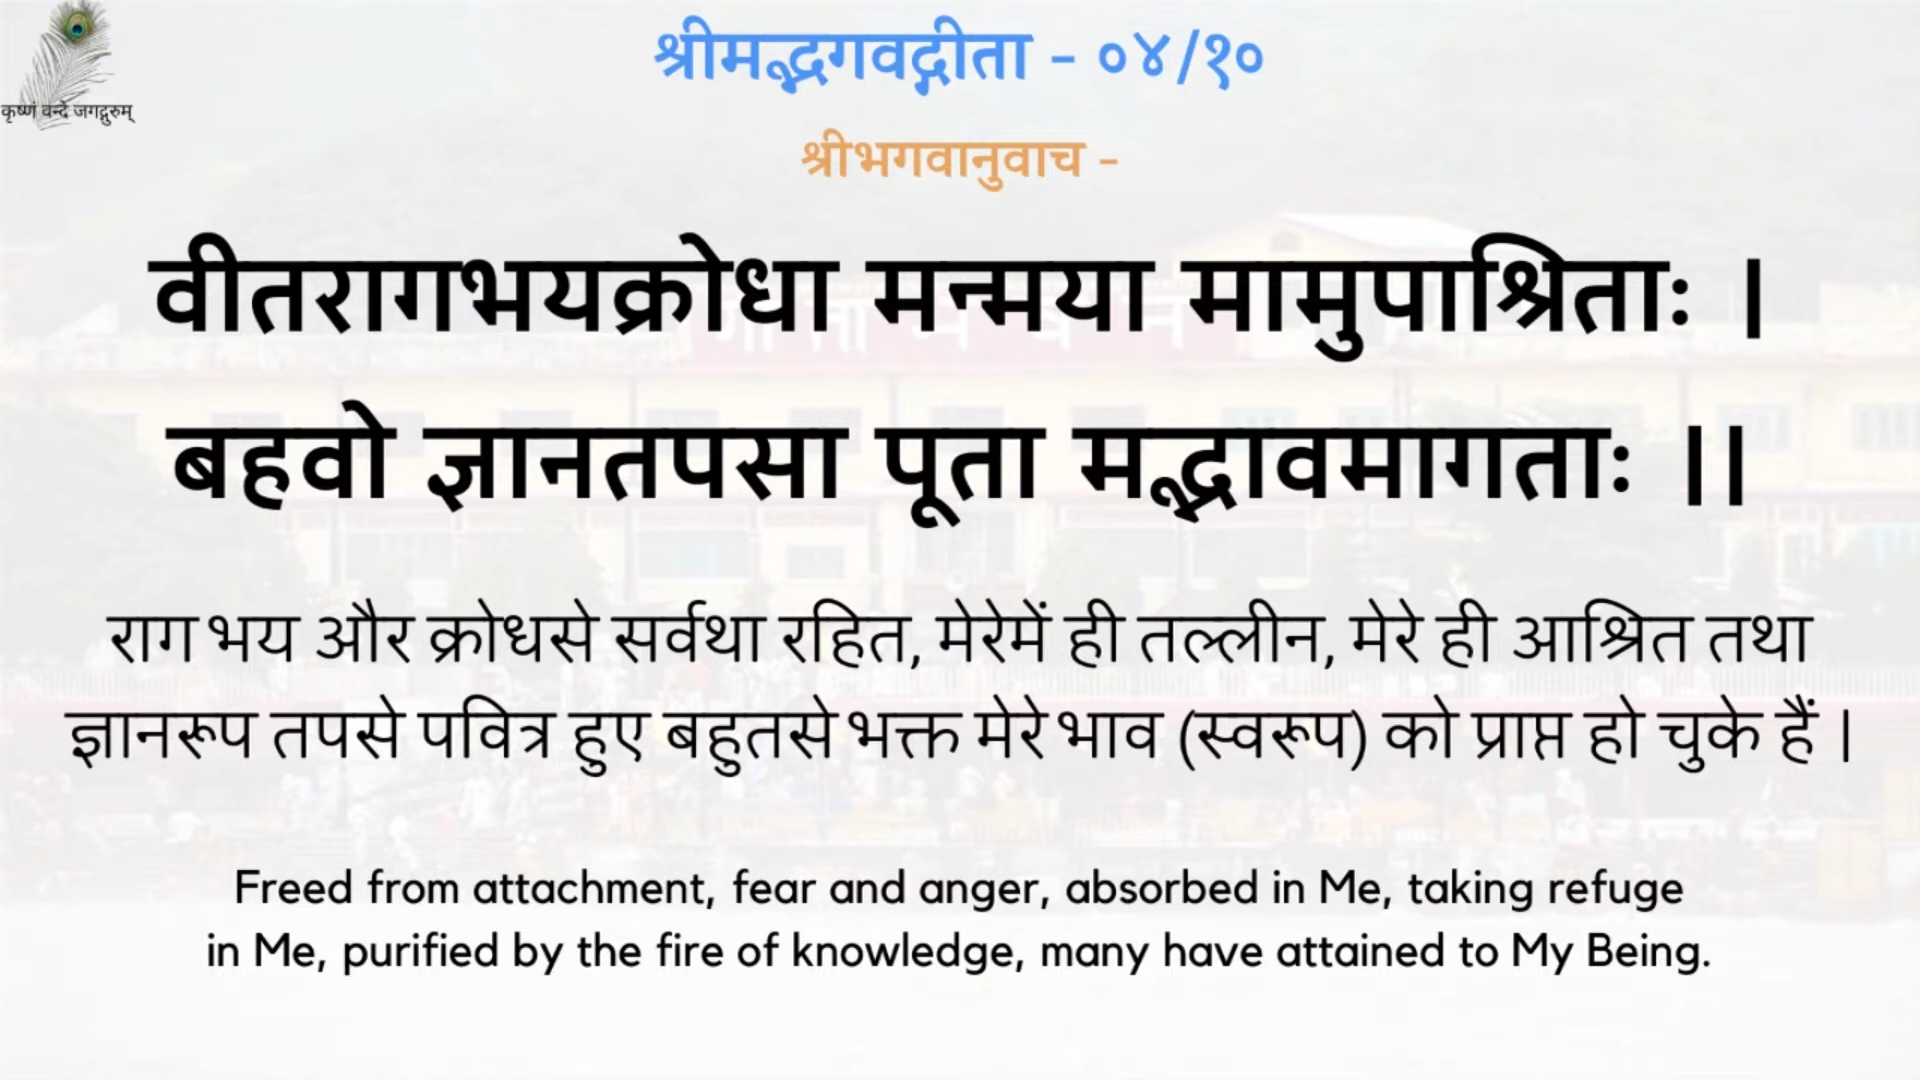 श्रीमद्भगवद्गीता - ०४/१०
कृष्णं वन्दे जगद्गुरुम्
श्रीभगवानुवाच -
वीतरागभयक्रोधा मन्मया मामुपाश्रिताः |
बहवो ज्ञानतपसा पूता मद्भावमागताः ||
राग भय और क्रोधसे सर्वथा रहित, मेरेमें ही तल्लीन, मेरे ही आश्रित तथा
ज्ञानरूप तपसे पवित्र हुए बहुतसे भक्त मेरे भाव (स्वरूप) को प्राप्त हो चुके हैं |
Freed from attachment, fear and anger, absorbed in Me, taking refuge
in Me, purified by the fire of knowledge, many have attained to My Being.